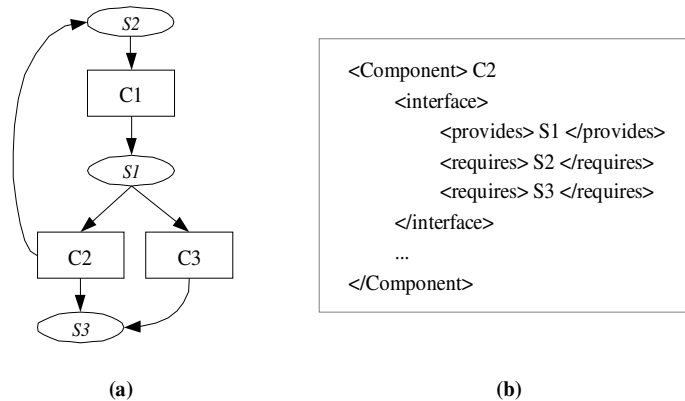 S2
C1
S1
C2
C3
S3
(a)
<Component> C2
<interface>
<provides> S1 </provides>
<requires> S2 </requires>
<requires> S3 </requires>
</interface>
...
</Component>
(b)